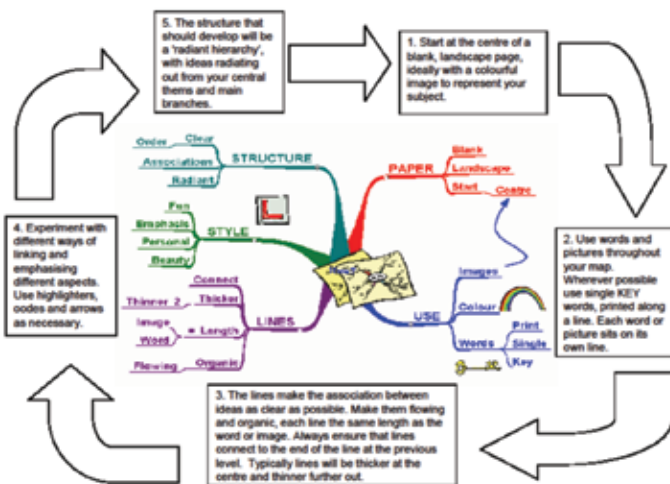 5. The structure that
should develop will be
a 'radiant hierarchy',
with ideas radiating
out from your central
thems and main
branches.
1. Start at the centre of a
blank, landscape page,
ideally with a colourful
image to represent your
subject.
2. Use words and
pictures throughout
your map.
Wherever possible
use single KEY
words, printed along
a line. Each word or
picture sits on its
own line.
3. The lines make the association between
ideas as clear as possible. Make them flowing
and organic, each line the same length as the
word or image. Always ensure that lines
connect to the end of the line at the previous
level. Typically lines will be thicker at the
centre and thinner further out.
4. Experiment with
different ways of
linking and
emphasising
different aspects.
Use highlighters,
codes and arrows
as necessary.
STRUCTURE
Order
Clear
Associations
Radiant
STYLE
Fun
Emphasis
Personal
Beauty
LINES
Connect
Thinner 2 Thicker
Image
Word
= Length
Flowing Organic
PAPER
Blank
Landscape
Start Centre
USE
Images
Colour
Words
Print
Single
Key